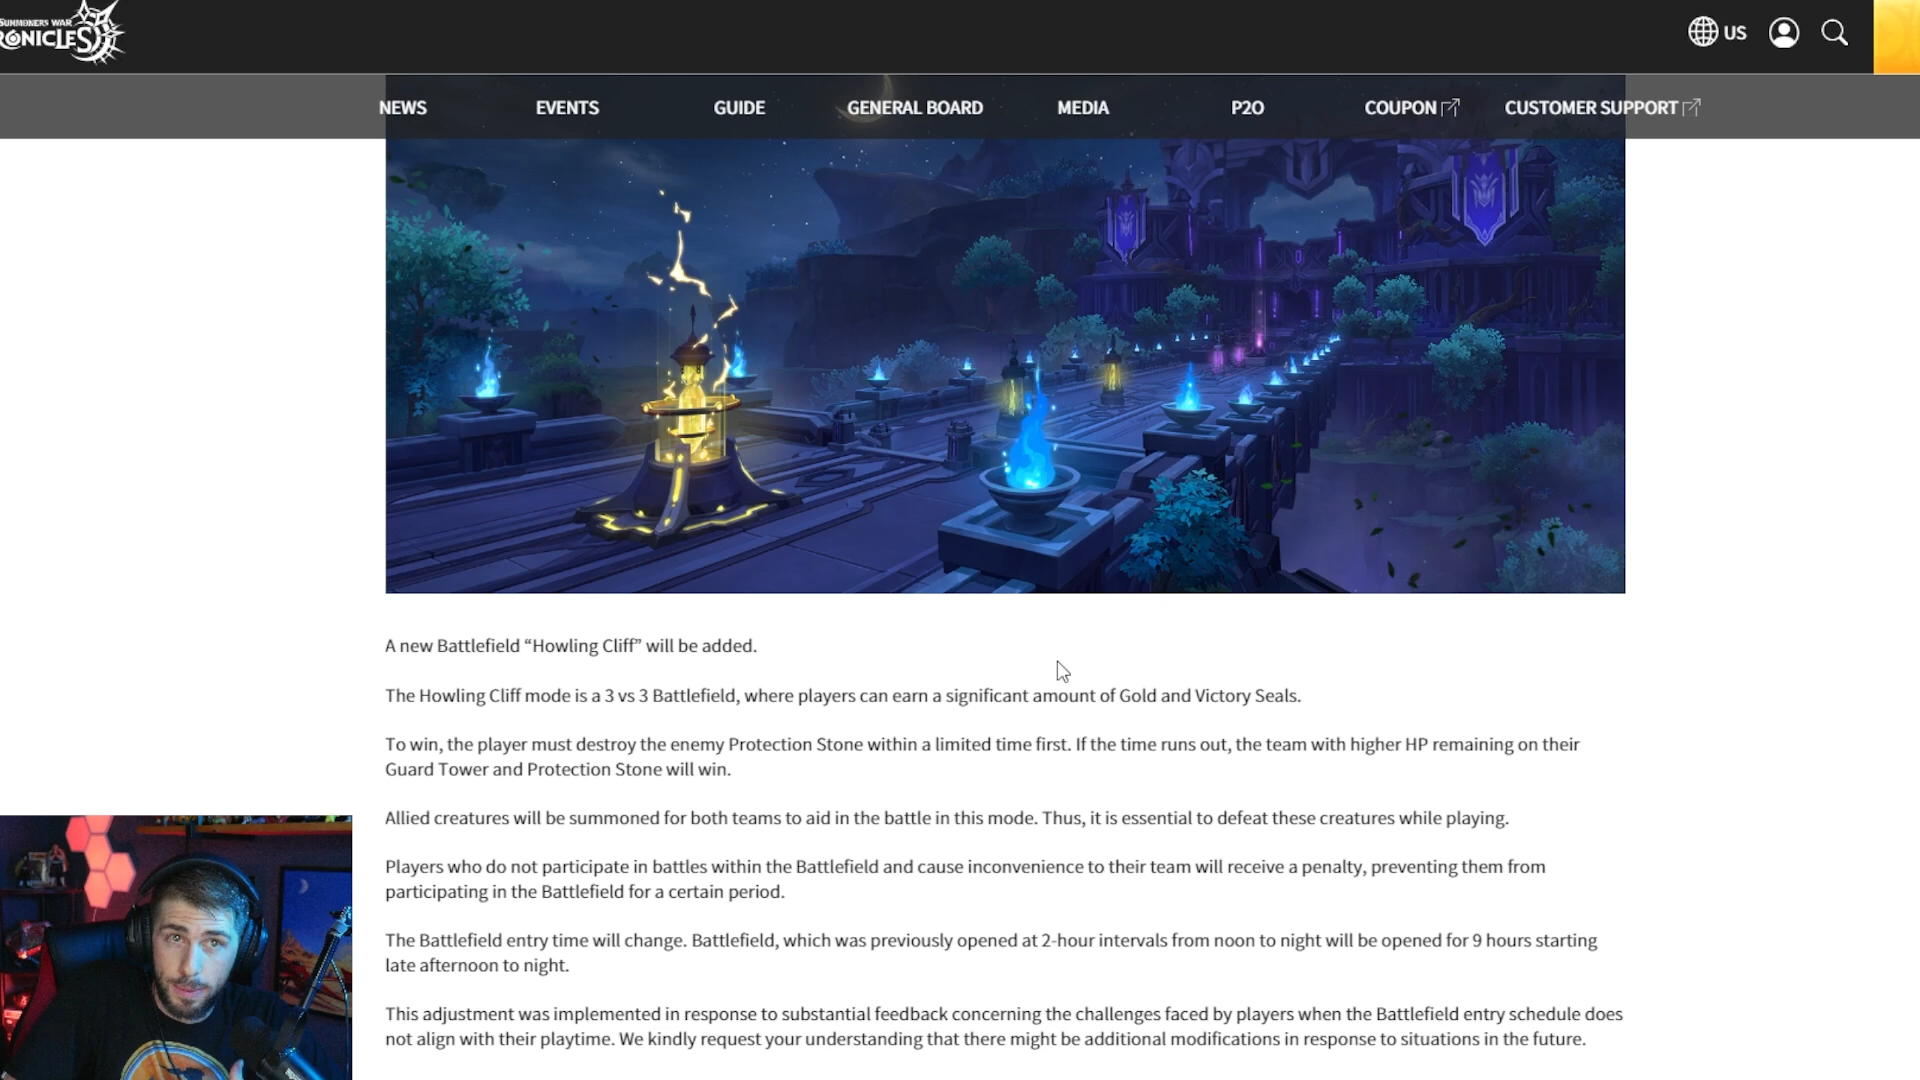 SUMMONERS WAR
US
NEWS
EVENTS
GUIDE
GENERAL BOARD
MEDIA
P2O
COUPON
CUSTOMER SUPPORT
A new Battlefield “Howling Cliff” will be added.
The Howling Cliff mode is a 3 vs 3 Battlefield, where players can earn a significant amount of Gold and Victory Seals.
To win, the player must destroy the enemy Protection Stone within a limited time first. If the time runs out, the team with higher HP remaining on their
Guard Tower and Protection Stone will win.
Allied creatures will be summoned for both teams to aid in the battle in this mode. Thus, it is essential to defeat these creatures while playing.
Players who do not participate in battles within the Battlefield and cause inconvenience to their team will receive a penalty, preventing them from
participating in the Battlefield for a certain period.
The Battlefield entry time will change. Battlefield, which was previously opened at 2-hour intervals from noon to night will be opened for 9 hours starting
late afternoon to night.
This adjustment was implemented in response to substantial feedback concerning the challenges faced by players when the Battlefield entry schedule does
not align with their playtime. We kindly request your understanding that there might be additional modifications in response to situations in the future.